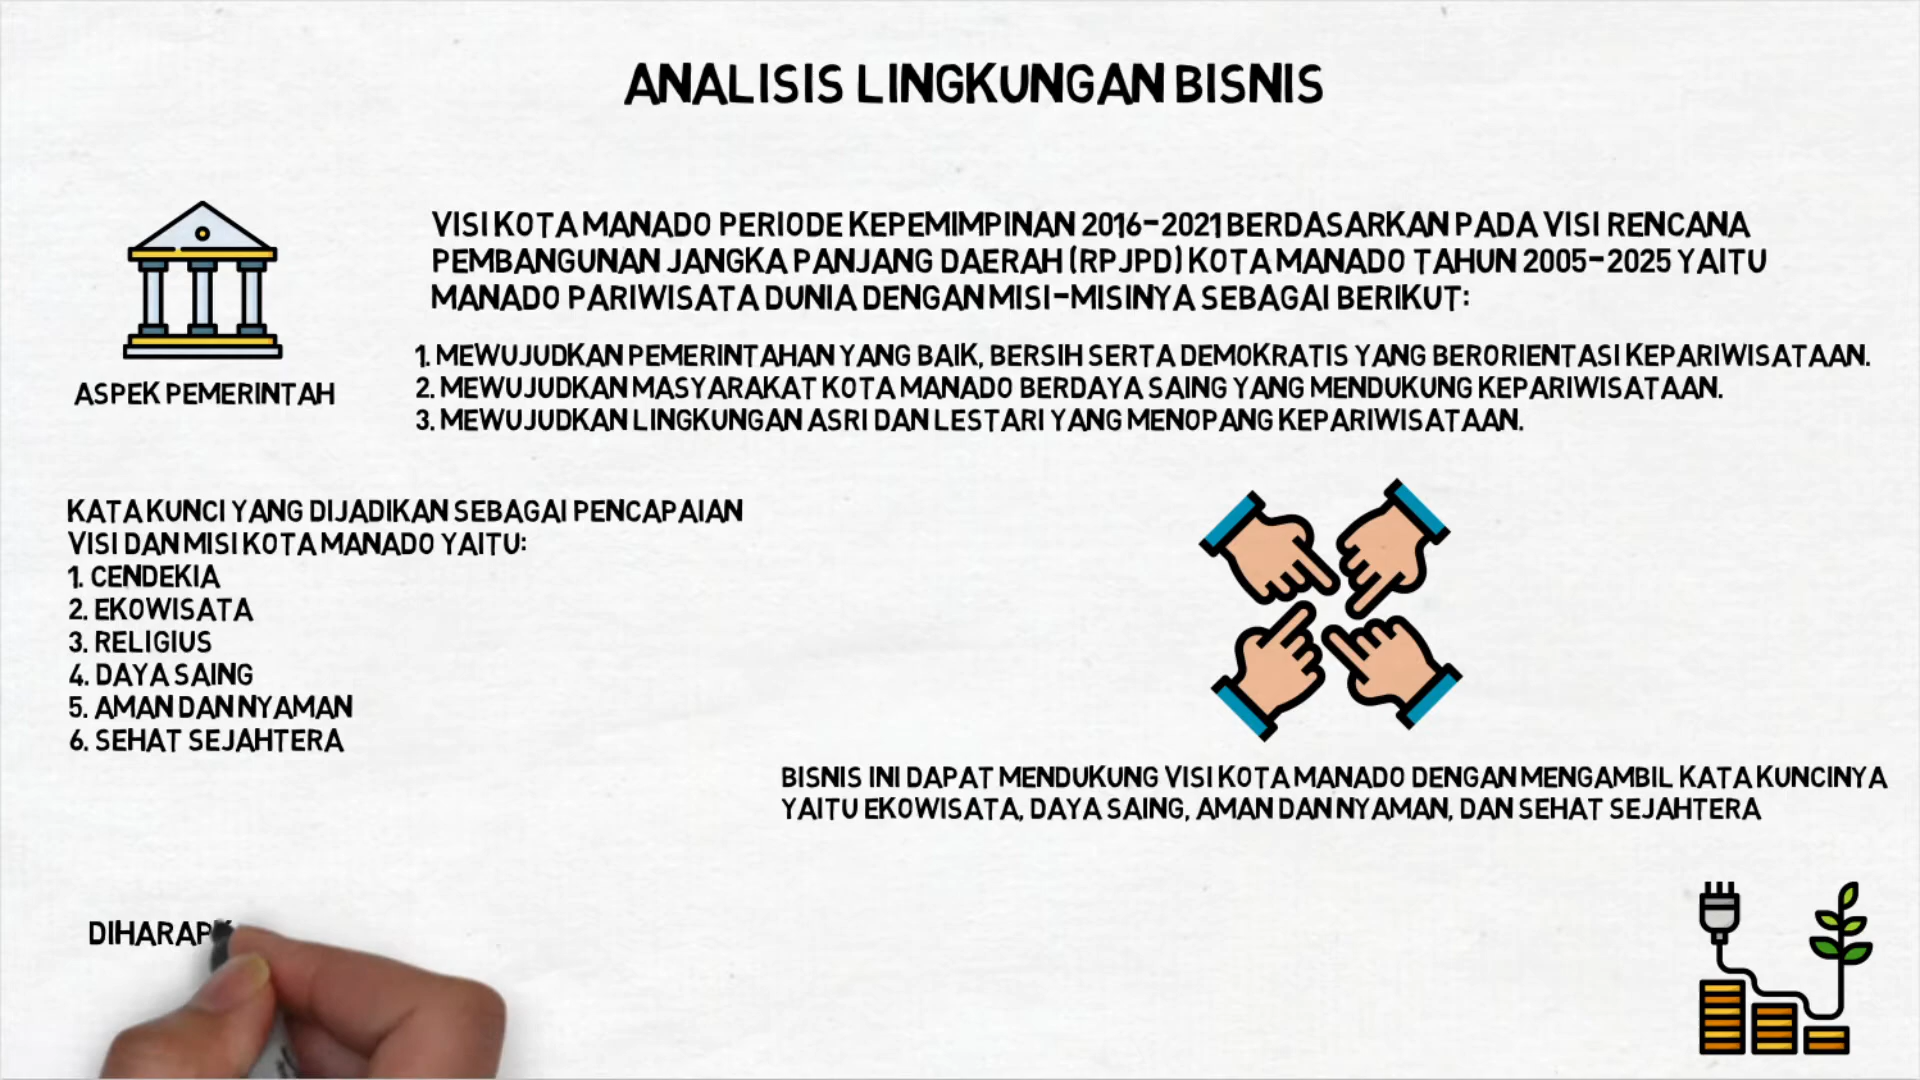 ANALISIS LINGKUNGAN BISNIS
VISI KOTA MANADO PERIODE KEPEMIMPINAN 2016-2021 BERDASARKAN PADA VISI RENCANA
PEMBANGUNAN JANGKA PANJANG DAERAH (RPJPD) KOTA MANADO TAHUN 2005-2025 YAITU
MANADO PARIWISATA DUNIA DENGAN MISI-MISINYA SEBAGAI BERIKUT:
1. MEWUJUDKAN PEMERINTAHAN YANG BAIK, BERSIH SERTA DEMOKRATIS YANG BERORIENTASI KEPARIWISATAAN.
2. MEWUJUDKAN MASYARAKAT KOTA MANADO BERDAYA SAING YANG MENDUKUNG KEPARIWISATAAN.
3. MEWUJUDKAN LINGKUNGAN ASRI DAN LESTARI YANG MENOPANG KEPARIWISATAAN.
ASPEK PEMERINTAH
KATA KUNCI YANG DIJADIKAN SEBAGAI PENCAPAIAN
VISI DAN MISI KOTA MANADO YAITU:
1. CENDEKIA
2. EKOWISATA
3. RELIGIUS
4. DAYA SAING
5. AMAN DAN NYAMAN
6. SEHAT SEJAHTERA
BISNIS INI DAPAT MENDUKUNG VISI KOTA MANADO DENGAN MENGAMBIL KATA KUNCINYA
YAITU EKOWISATA, DAYA SAING, AMAN DAN NYAMAN, DAN SEHAT SEJAHTERA